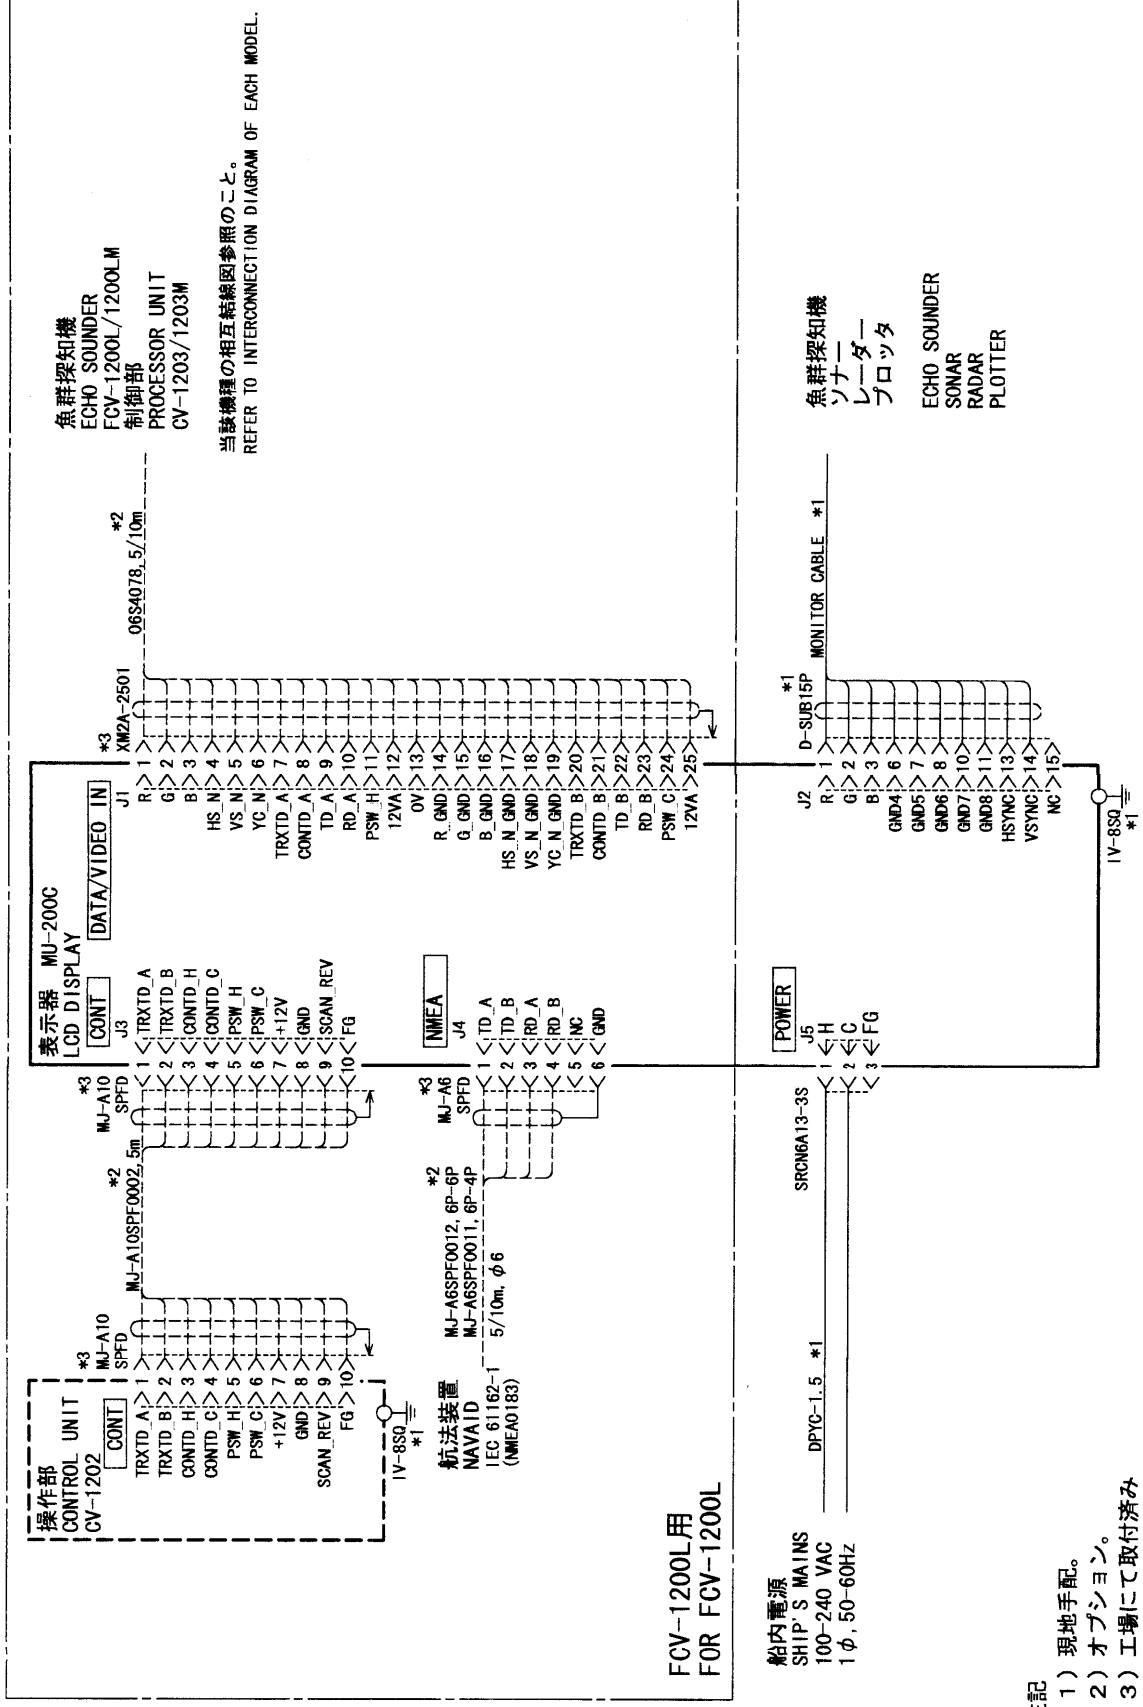 表示器 MU-200C
LCD DISPLAY
操作部
CONTROL UNIT
CV-1202
CONT
TRXTD_A 1
TRXTD_B 2
CONTD_H 3
CONTD_C 4
PSW_H 5
PSW_C 6
+12V 7
GND 8
SCAN_REV 9
FG 10
IV-8SQ
*1
*3
MJ-A10
SPFD
*2
MJ-A10SPF0002, 5m
*3
MJ-A10
SPFD
CONT
J3
1 TRXTD_A
2 TRXTD_B
3 CONTD_H
4 CONTD_C
5 PSW_H
6 PSW_C
7 +12V
8 GND
9 SCAN_REV
10 FG
DATA/VIDEO IN
J1
*3
XM2A-2501
R 1
G 2
B 3
HS_N 4
VS_N 5
YC_N 6
TRXTD_A 7
CONTD_A 8
TD_A 9
RD_A 10
PSW_H 11
12VA 12
0V 13
R_GND 14
G_GND 15
B_GND 16
HS_N_GND 17
VS_N_GND 18
YC_N_GND 19
TRXTD_B 20
CONTD_B 21
TD_B 22
RD_B 23
PSW_C 24
12VA 25
*2
06S4078, 5/10m
魚群探知機
ECHO SOUNDER
FCV-1200L/1200LM
制御部
PROCESSOR UNIT
CV-1203/1203M
当該機種の相互結線図参照のこと。
REFER TO INTERCONNECTION DIAGRAM OF EACH MODEL.
航法装置
NAVAID
IEC 61162-1
(NMEA0183)
*2
MJ-A6SPF0012, 6P-6P
MJ-A6SPF0011, 6P-4P
5/10m, φ6
*3
MJ-A6
SPFD
NMEA
J4
1 TD_A
2 TD_B
3 RD_A
4 RD_B
5 NC
6 GND
FCV-1200L用
FOR FCV-1200L
船内電源
SHIP'S MAINS
100-240 VAC
1φ, 50-60Hz
DPYC-1.5 *1
SRCN6A13-3S
POWER
J5
1 H
2 C
3 FG
J2
*1
D-SUB15P
R 1
G 2
B 3
GND4 6
GND5 7
GND6 8
GND7 10
GND8 11
HSYNC 13
VSYNC 14
NC 15
MONITOR CABLE *1
魚群探知機
ソナー
レーダー
プロッタ
ECHO SOUNDER
SONAR
RADAR
PLOTTER
IV-8SQ
*1
記
1) 現地手配。
2) オプション。
3) 工場にて取付済み